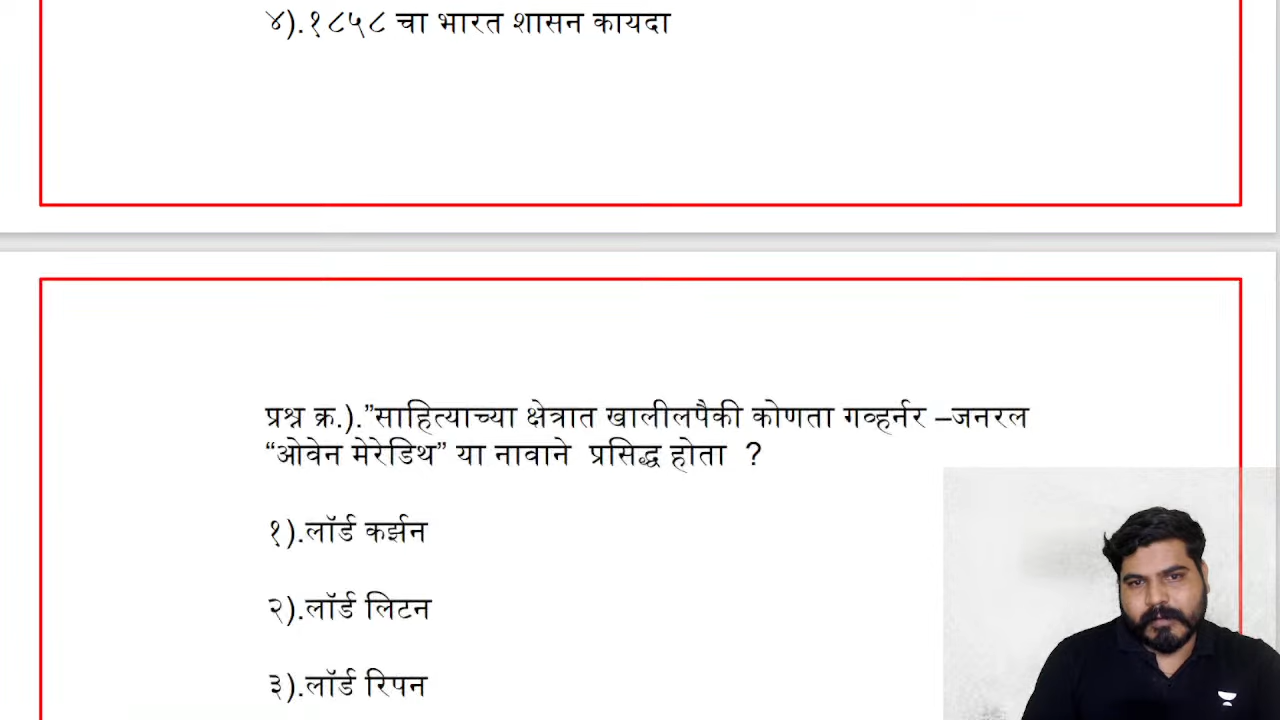 ४).१८५८ चा भारत शासन कायदा
प्रश्न क्र.).”साहित्याच्या क्षेत्रात खालीलपैकी कोणता गव्हर्नर –जनरल
“ओवेन मेरेडिथ” या नावाने प्रसिद्ध होता ?
१).लॉर्ड कर्झन
२).लॉर्ड लिटन
३).लॉर्ड रिपन